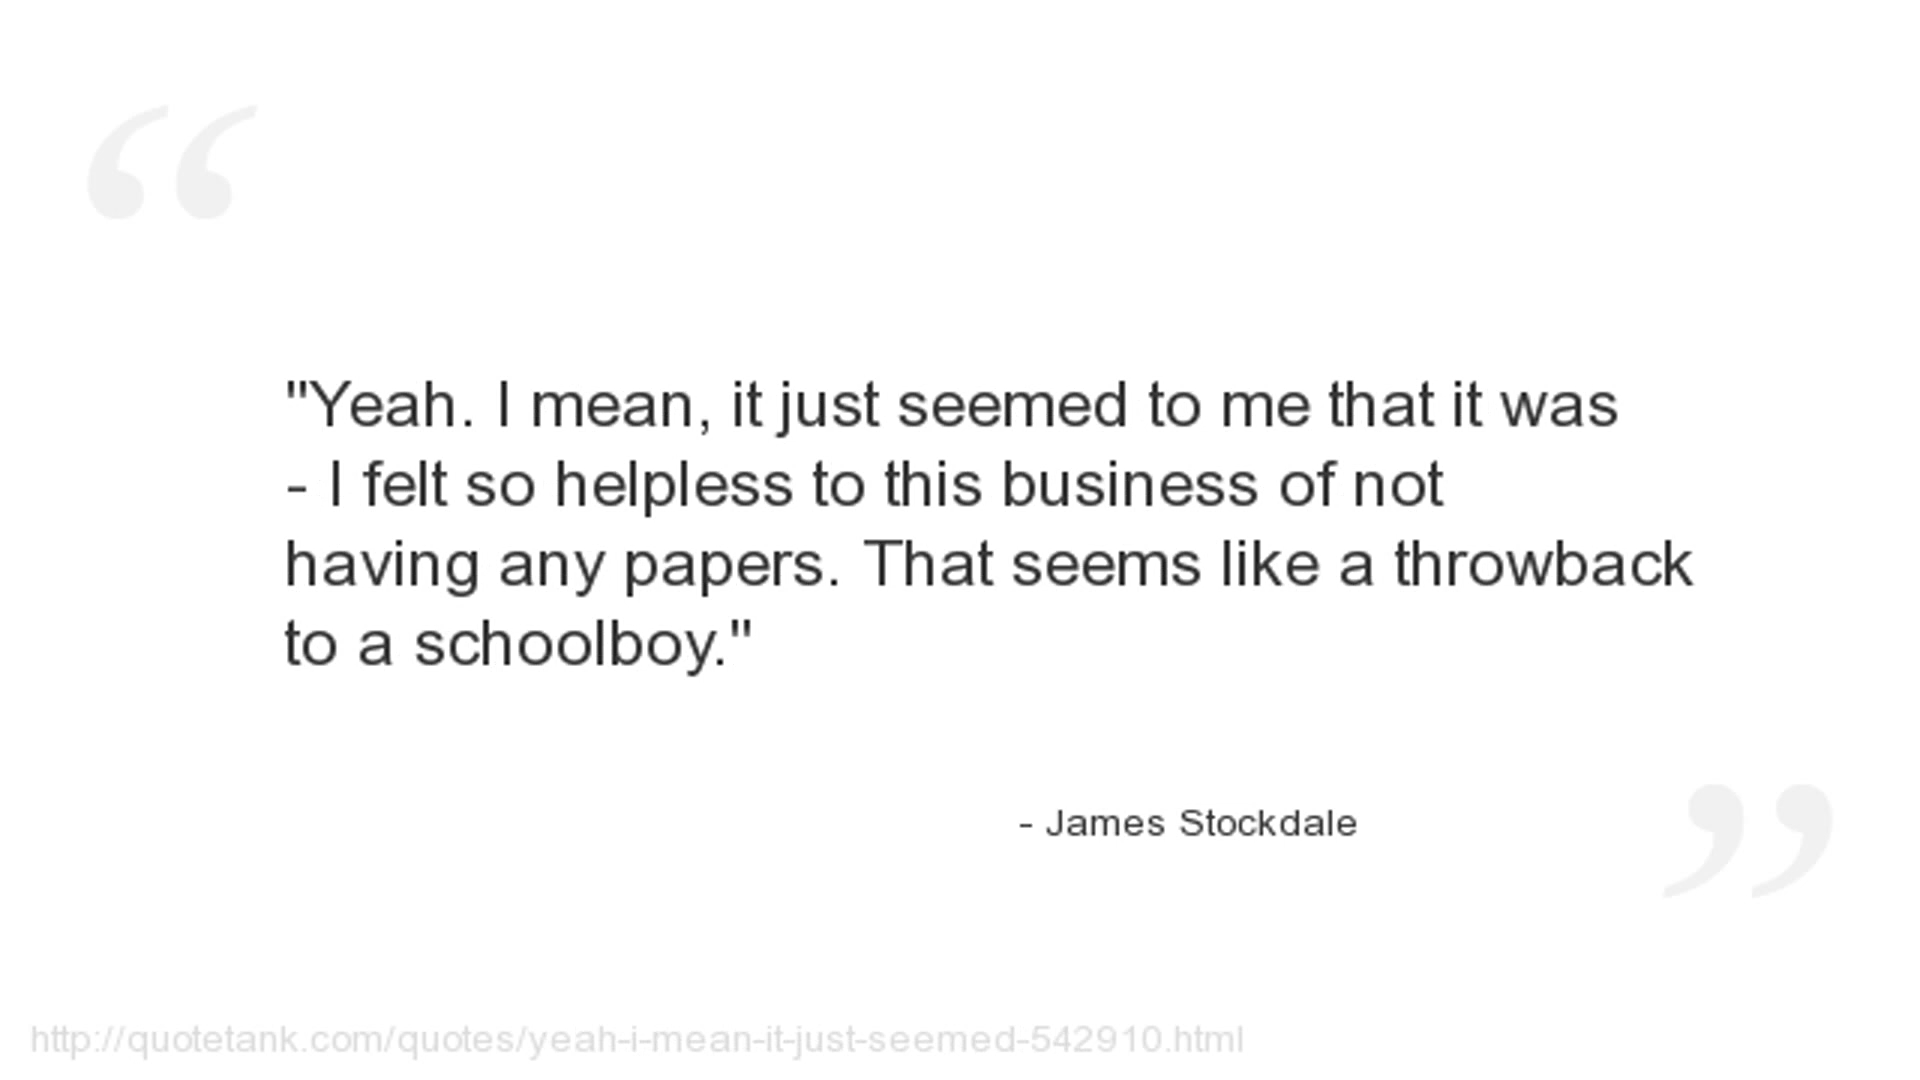 "Yeah. I mean, it just seemed to me that it was
- I felt so helpless to this business of not
having any papers. That seems like a throwback
to a schoolboy."
- James Stockdale
http://quotetank.com/quotes/yeah-i-mean-it-just-seemed-542910.html